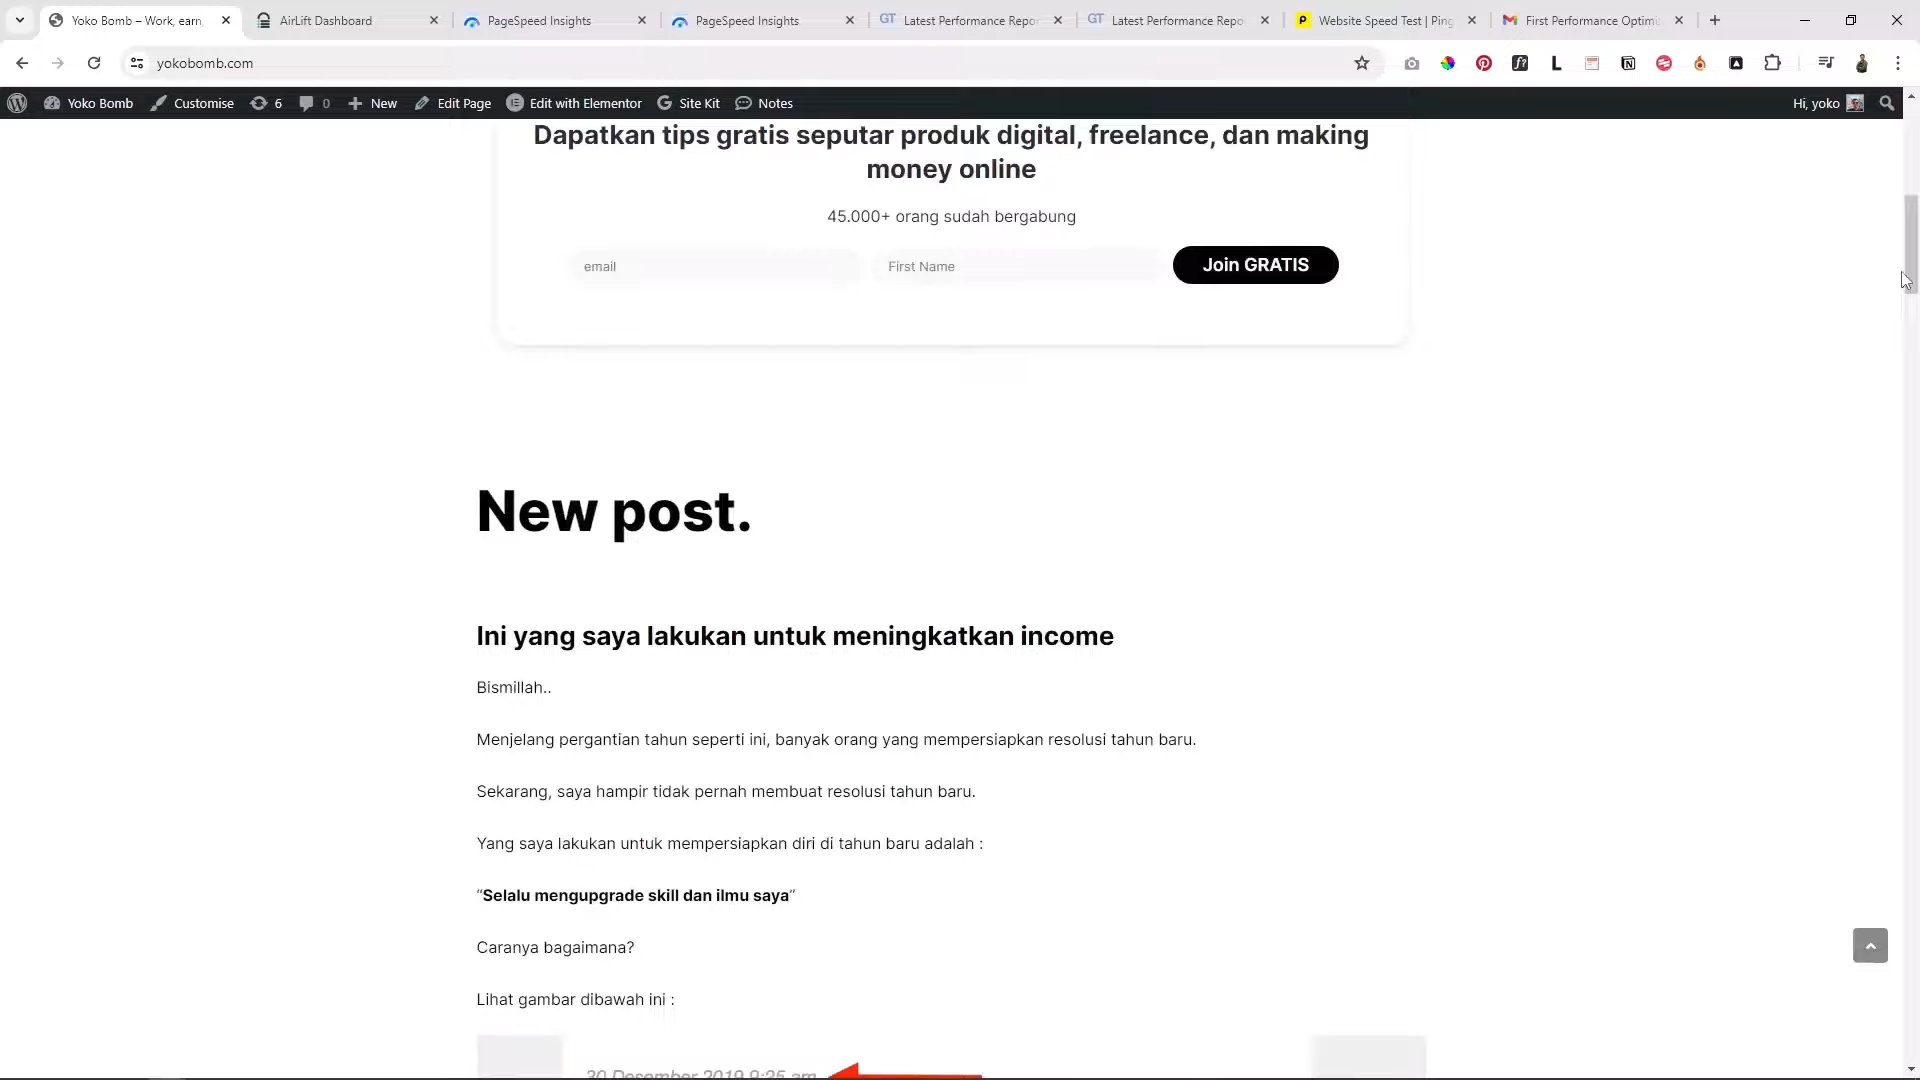 Yoko Bomb – Work, earn,
AirLift Dashboard
PageSpeed Insights
PageSpeed Insights
GT Latest Performance Repo
GT Latest Performance Repo
Website Speed Test | Ping
First Performance Optimi
yokobomb.com
Yoko Bomb
Customise
6
0
New
Edit Page
Edit with Elementor
Site Kit
Notes
Hi, yoko
Dapatkan tips gratis seputar produk digital, freelance, dan making
money online
45.000+ orang sudah bergabung
email
First Name
Join GRATIS
New post.
Ini yang saya lakukan untuk meningkatkan income
Bismillah..
Menjelang pergantian tahun seperti ini, banyak orang yang mempersiapkan resolusi tahun baru.
Sekarang, saya hampir tidak pernah membuat resolusi tahun baru.
Yang saya lakukan untuk mempersiapkan diri di tahun baru adalah :
“Selalu mengupgrade skill dan ilmu saya”
Caranya bagaimana?
Lihat gambar dibawah ini :
30 Desember 2019 9:25 am